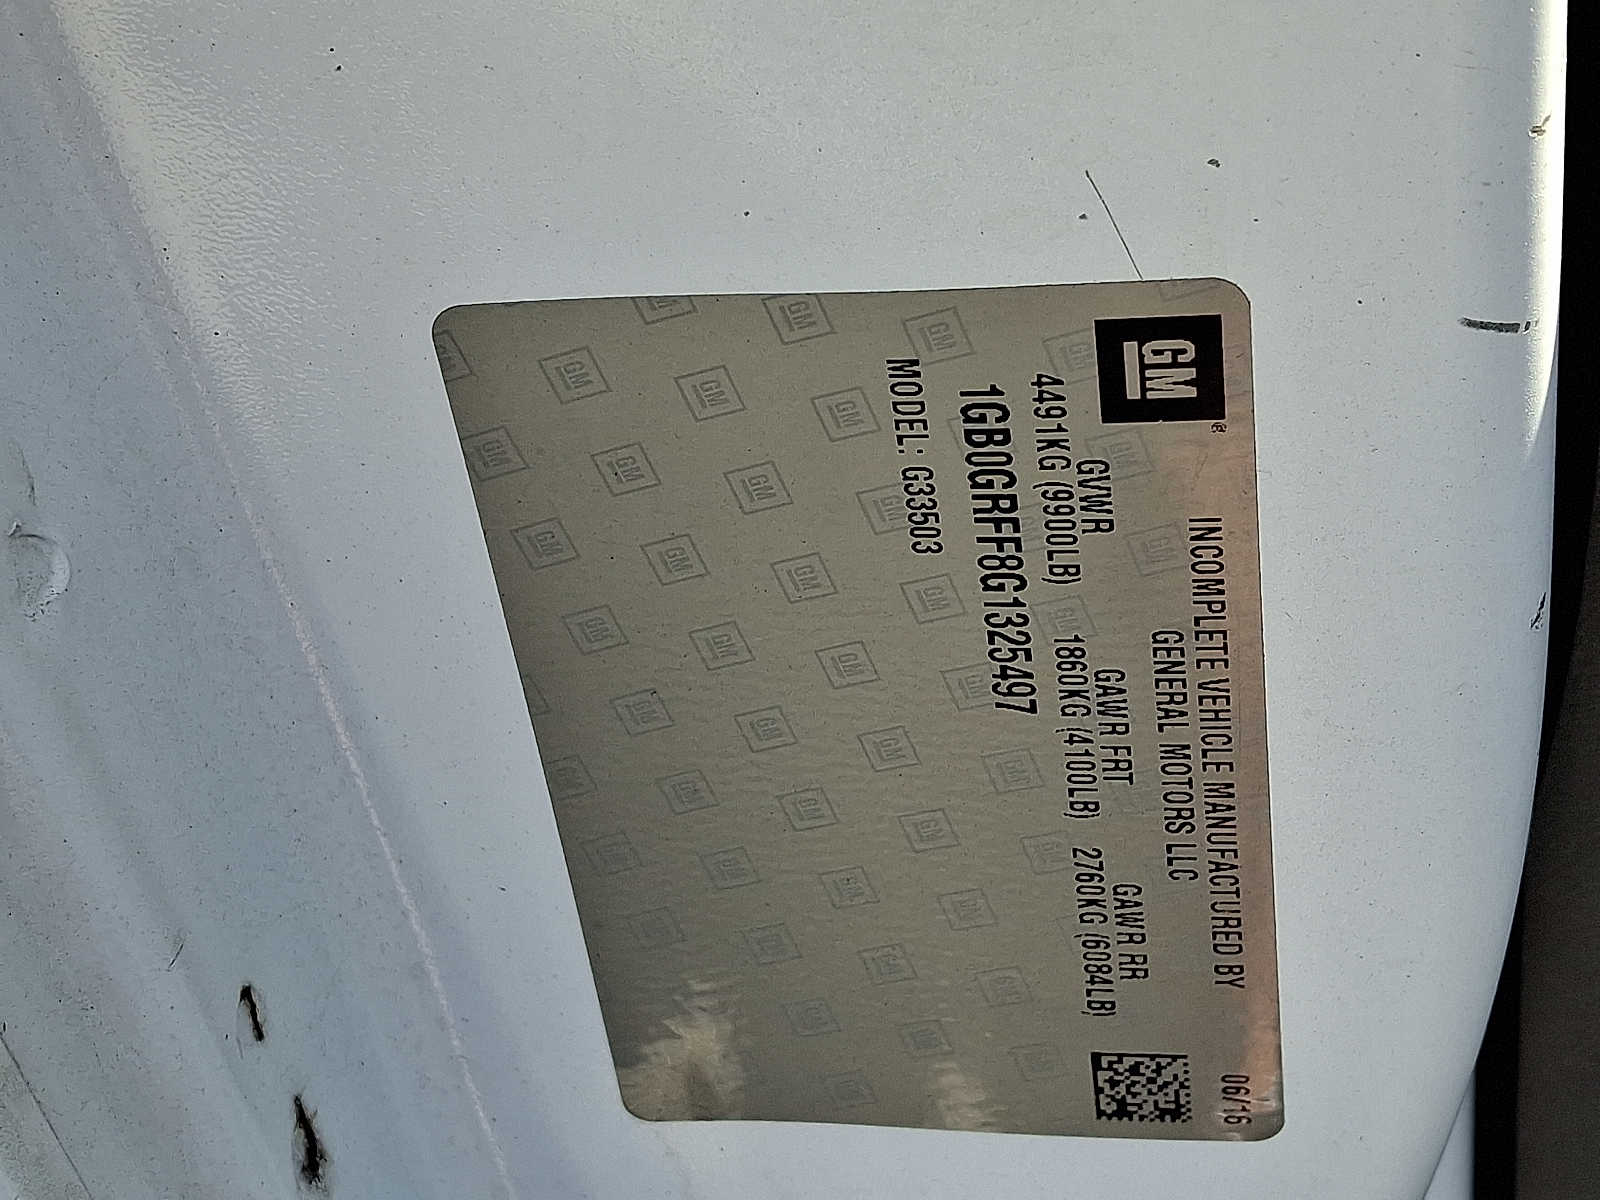 GM®
INCOMPLETE VEHICLE MANUFACTURED BY
06/16
GENERAL MOTORS LLC
GVWR GAWR FRT GAWR RR
4491KG (9900LB) 1860KG (4100LB) 2760KG (6084LB)
1GB0GRFF8G1325497
MODEL: G33503